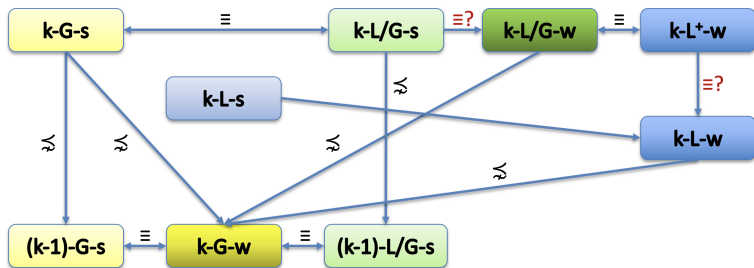 k-G-s ≡ k-L/G-s ≡? k-L/G-w ≡ k-L⁺-w
k-L-s ≡?
k-L-w
(k-1)-G-s ≡ k-G-w ≡ (k-1)-L/G-s